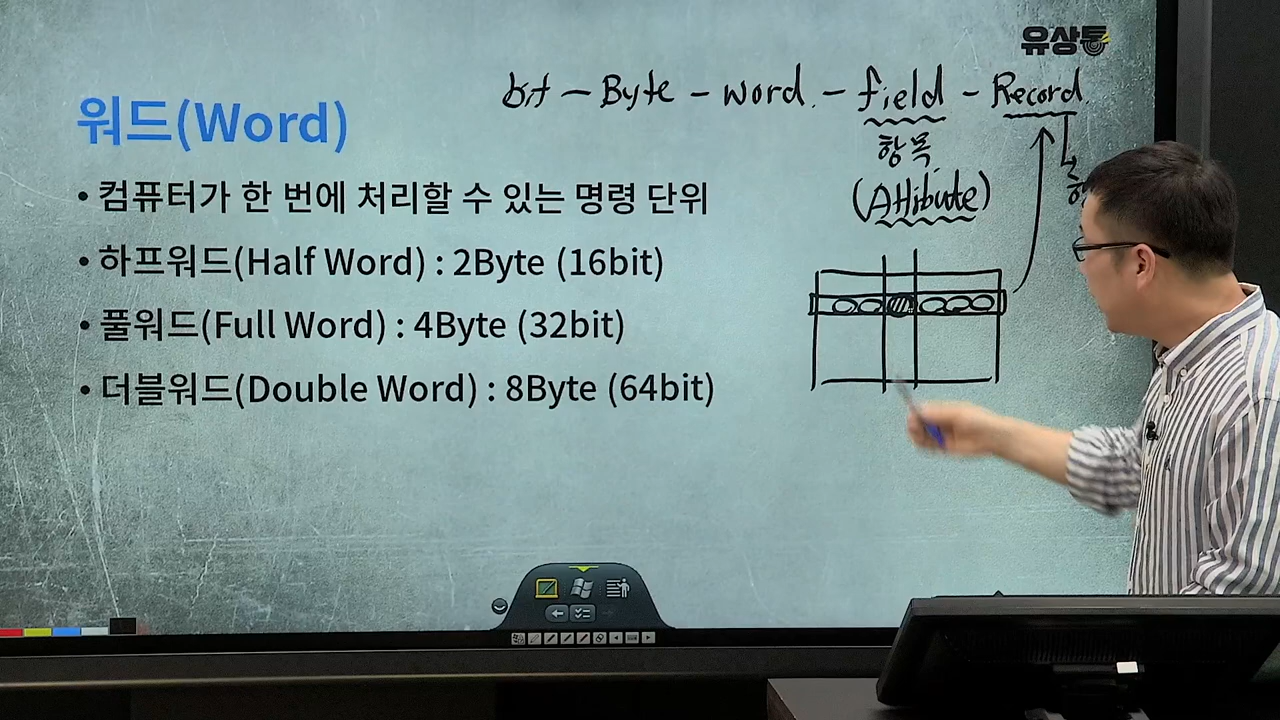 유상통
bit - Byte - word. - field - Record.
워드(Word)
항목
(Attibute)
• 컴퓨터가 한 번에 처리할 수 있는 명령 단위
• 하프워드(Half Word) : 2Byte (16bit)
• 풀워드(Full Word) : 4Byte (32bit)
• 더블워드(Double Word) : 8Byte (64bit)